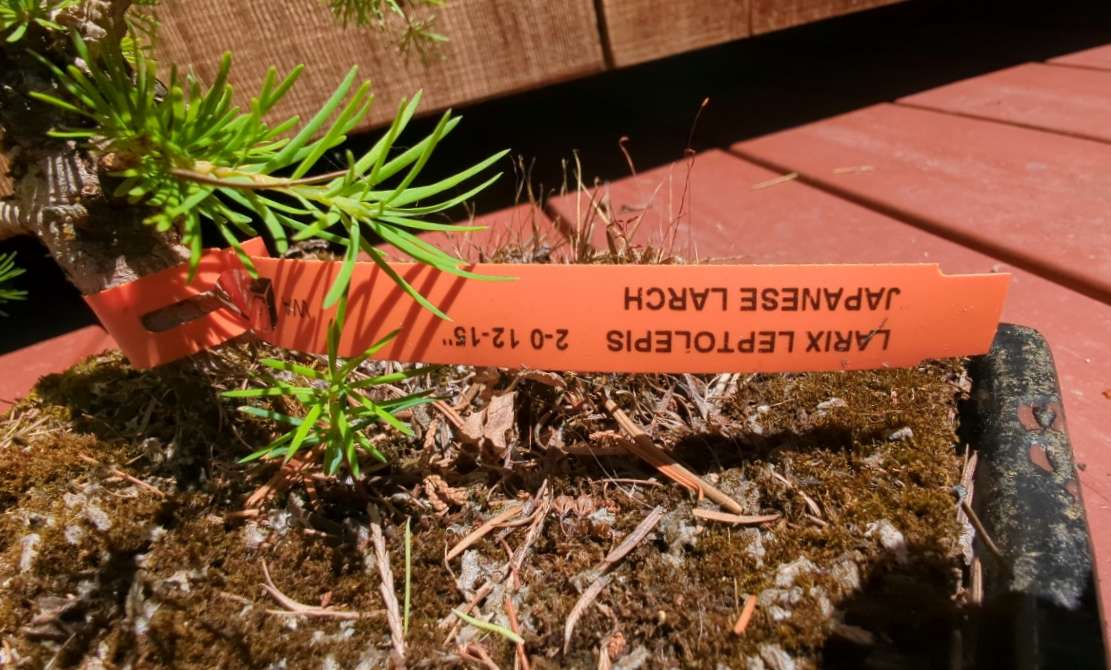 LARIX LEPTOLEPIS 2-0 12-15"
JAPANESE LARCH